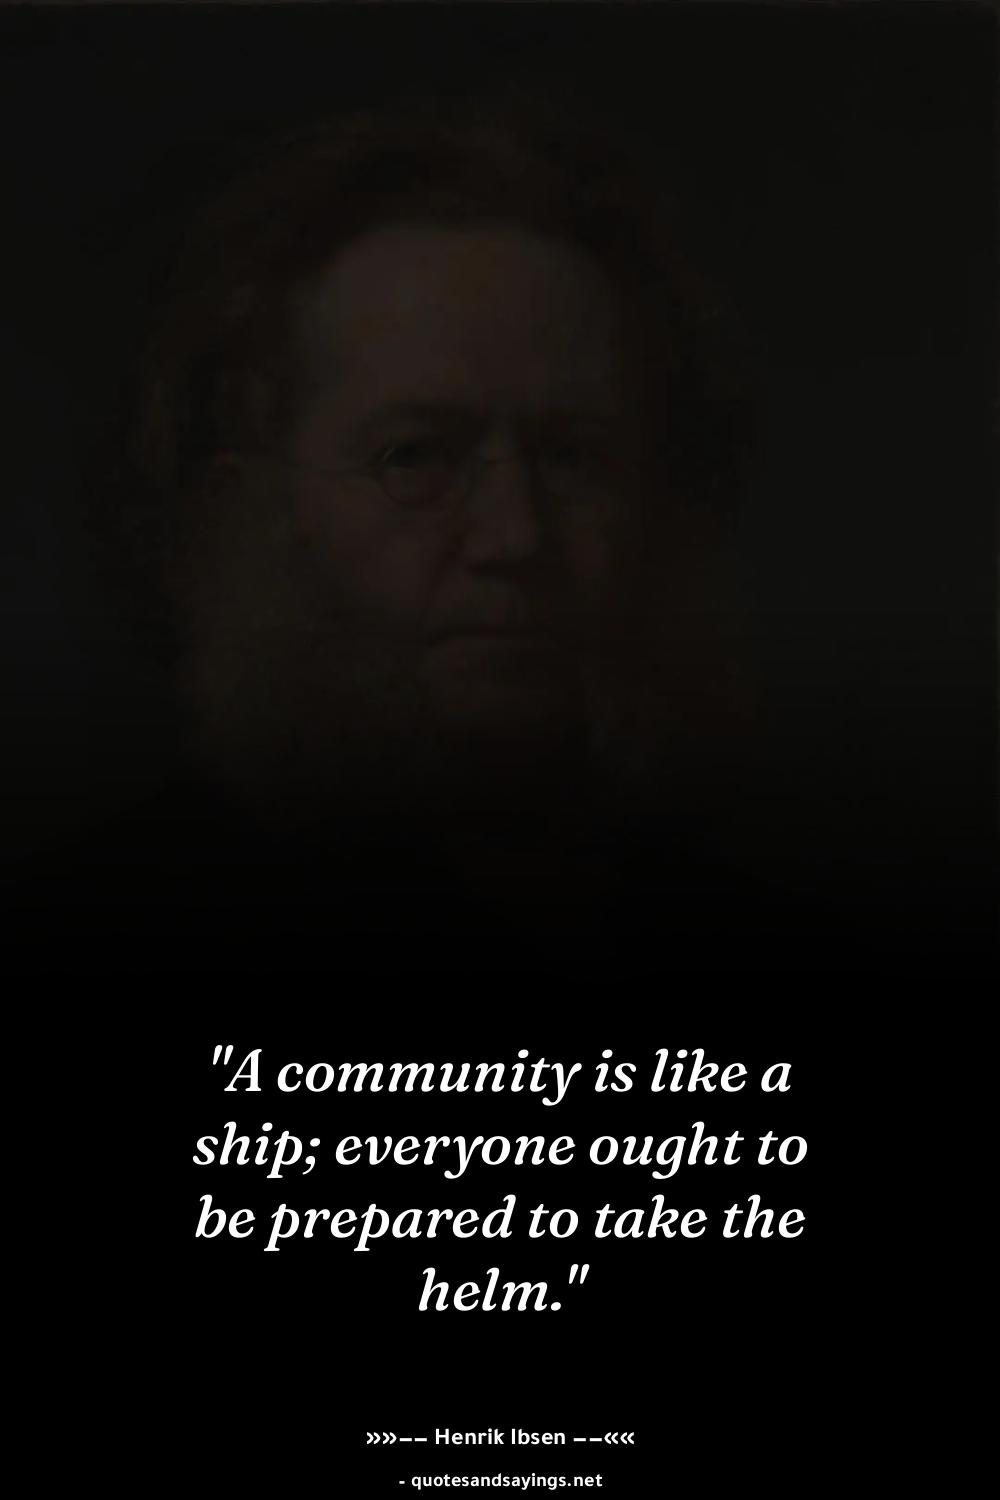 "A community is like a
ship; everyone ought to
be prepared to take the
helm."
»»−− Henrik Ibsen −−««
- quotesandsayings.net